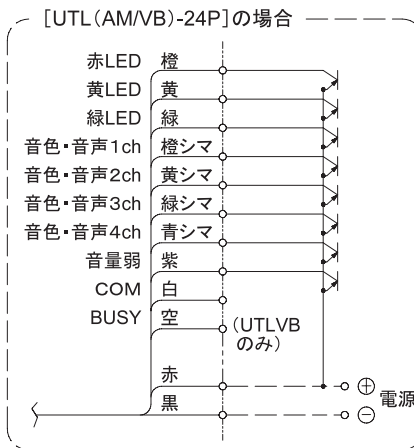 [UTL(AM/VB)-24P]の場合
赤LED 橙
黄LED 黄
緑LED 緑
音色・音声1ch 橙シマ
音色・音声2ch 黄シマ
音色・音声3ch 緑シマ
音色・音声4ch 青シマ
音量弱 紫
COM 白
BUSY 空
(UTLVB
のみ)
赤
⊕
電源
黒
⊖